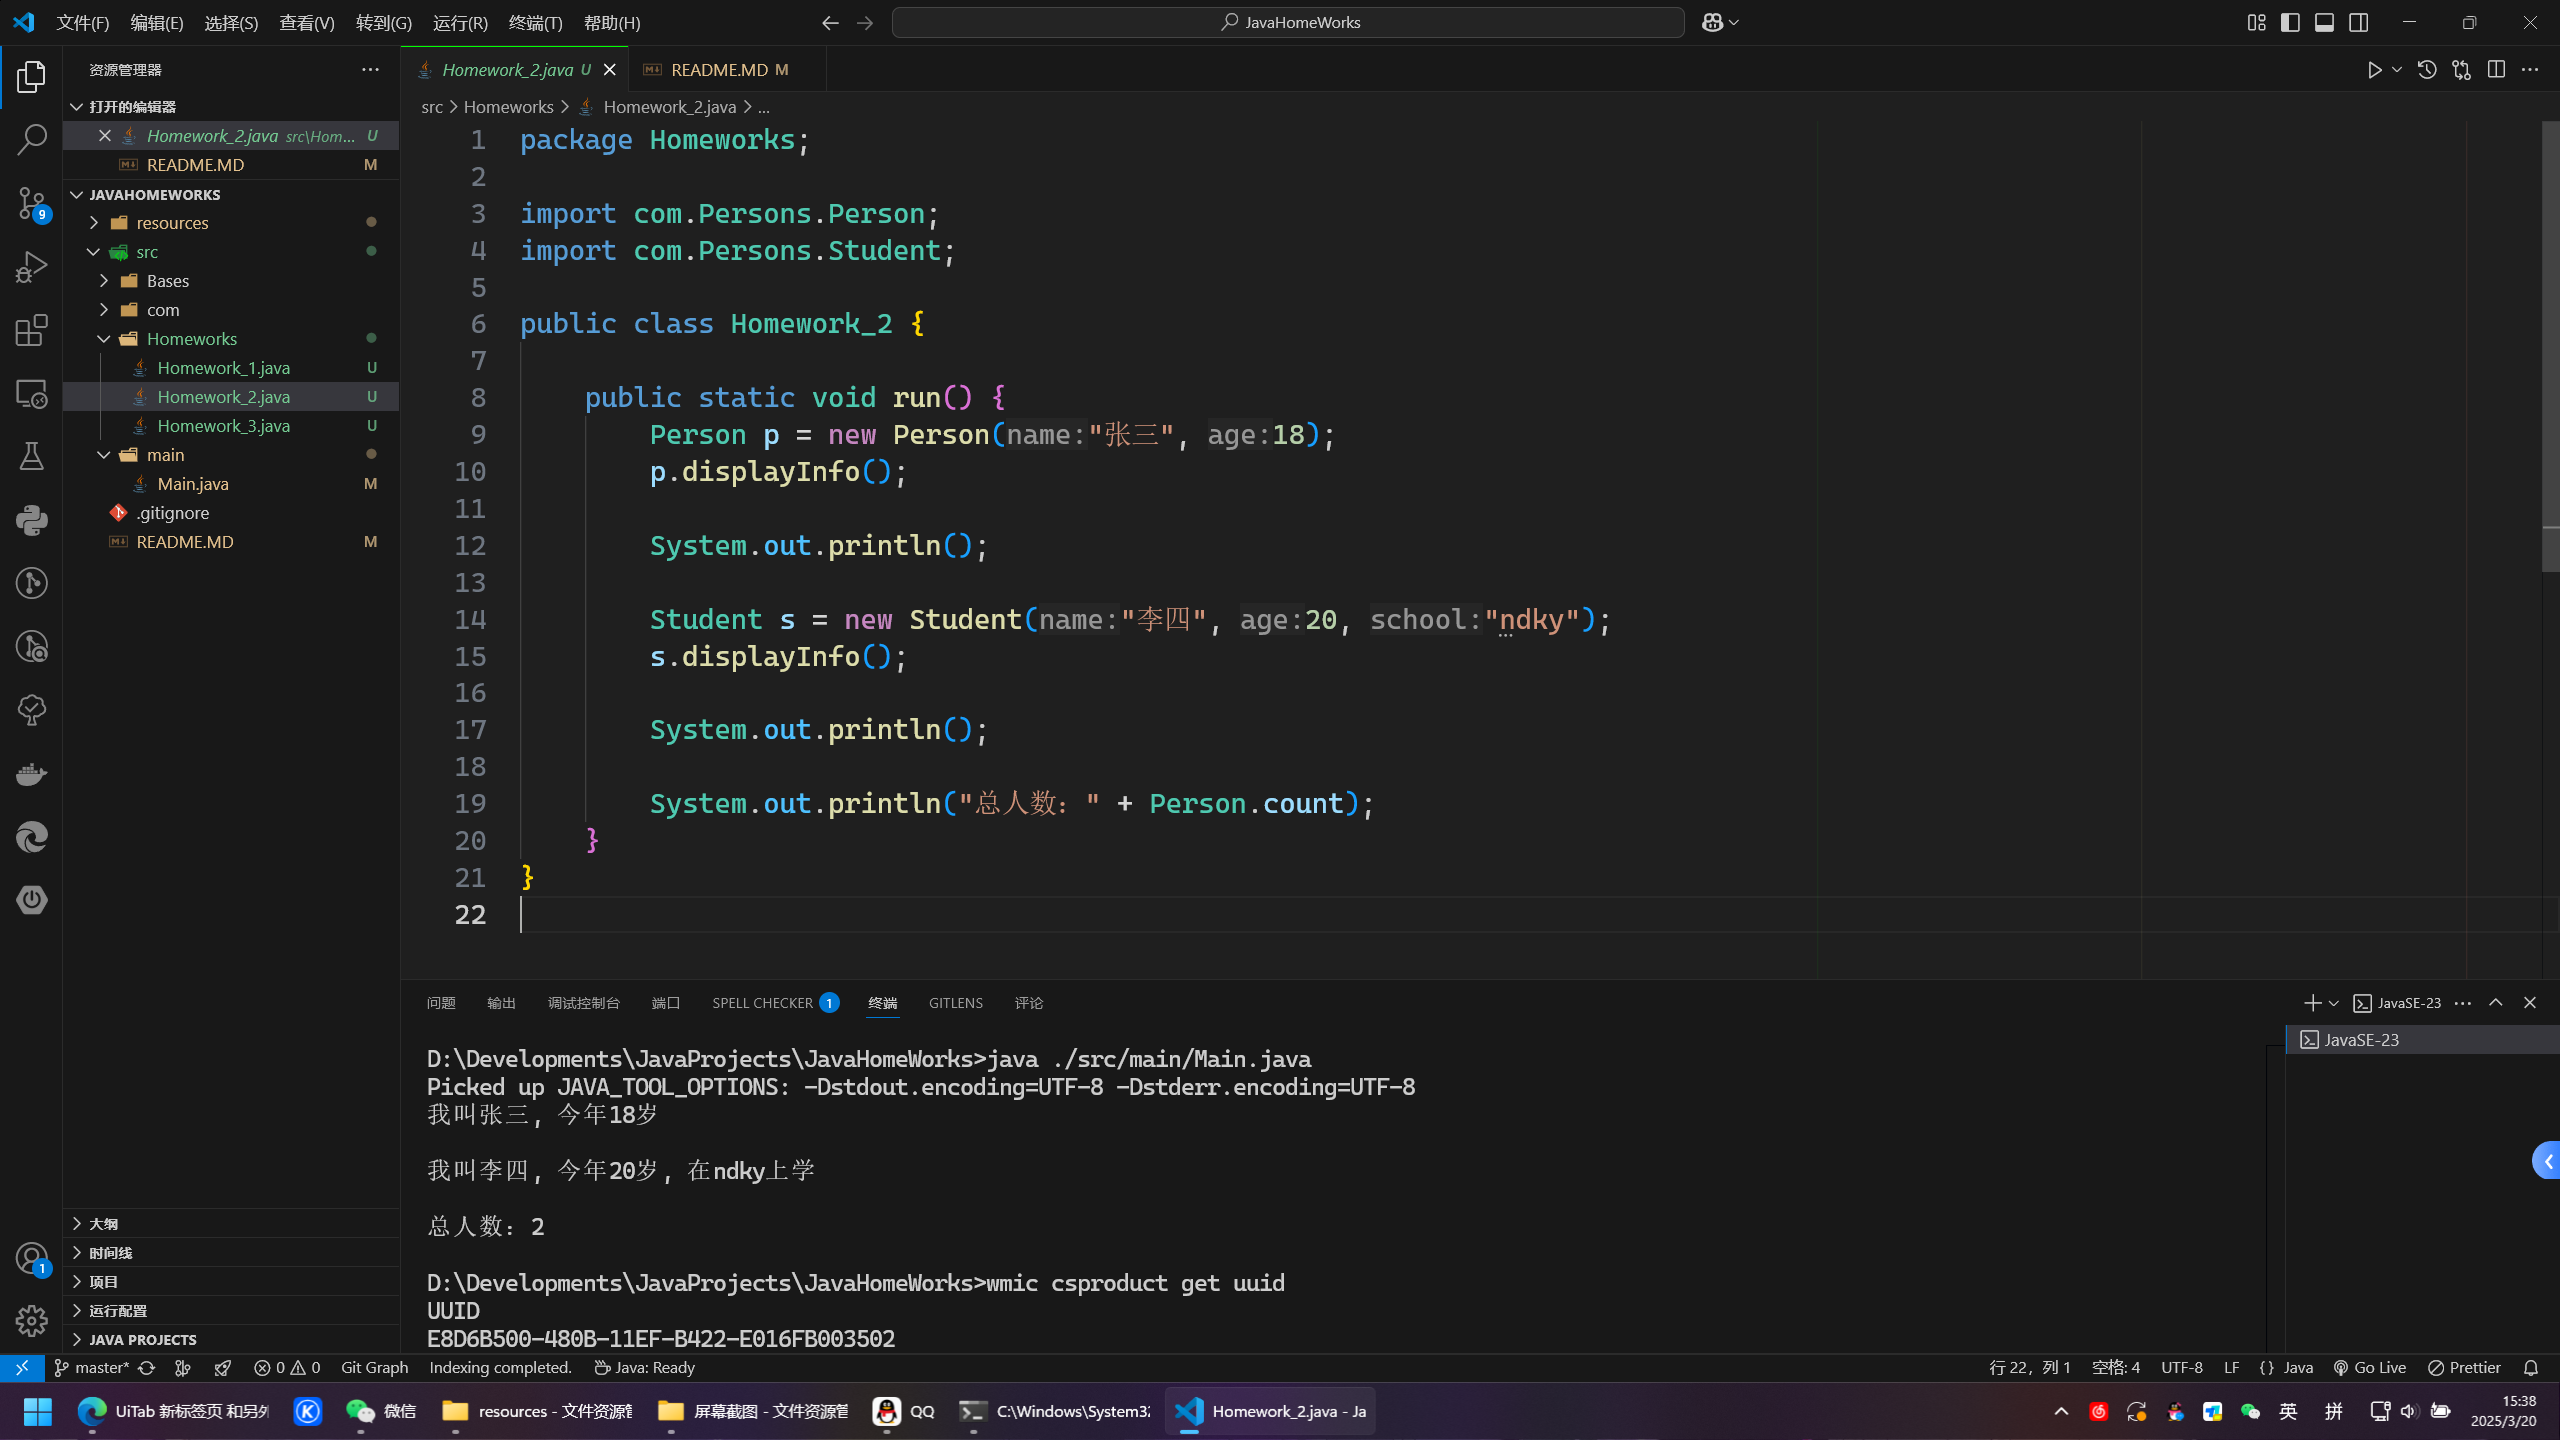 文件(F) 编辑(E) 选择(S) 查看(V) 转到(G) 运行(R) 终端(T) 帮助(H)
JavaHomeWorks
资源管理器
打开的编辑器
Homework_2.java src\Hom... U
README.MD M
JAVAHOMEWORKS
resources
src
Bases
com
Homeworks
Homework_1.java U
Homework_2.java U
Homework_3.java U
main
Main.java M
.gitignore
README.MD M
大纲
时间线
项目
运行配置
JAVA PROJECTS
9
1
Homework_2.java U
README.MD M
src > Homeworks > Homework_2.java > ...
1 package Homeworks;
2
3 import com.Persons.Person;
4 import com.Persons.Student;
5
6 public class Homework_2 {
7
8 public static void run() {
9 Person p = new Person(name:"张三", age:18);
10 p.displayInfo();
11
12 System.out.println();
13
14 Student s = new Student(name:"李四", age:20, school:"ndky");
15 s.displayInfo();
16
17 System.out.println();
18
19 System.out.println("总人数：" + Person.count);
20 }
21 }
22
问题 输出 调试控制台 端口 SPELL CHECKER 1 终端 GITLENS 评论
JavaSE-23
JavaSE-23
D:\Developments\JavaProjects\JavaHomeWorks>java ./src/main/Main.java
Picked up JAVA_TOOL_OPTIONS: -Dstdout.encoding=UTF-8 -Dstderr.encoding=UTF-8
我叫张三，今年18岁
我叫李四，今年20岁，在ndky上学
总人数：2
D:\Developments\JavaProjects\JavaHomeWorks>wmic csproduct get uuid
UUID
E8D6B500-480B-11EF-B422-E016FB003502
master* 0 0 Git Graph Indexing completed. Java: Ready
行 22，列 1 空格: 4 UTF-8 LF {} Java Go Live Prettier
UiTab 新标签页 和另外
微信
resources - 文件资源管
屏幕截图 - 文件资源管
QQ
C:\Windows\System32
Homework_2.java - Ja
英 拼
15:38
2025/3/20